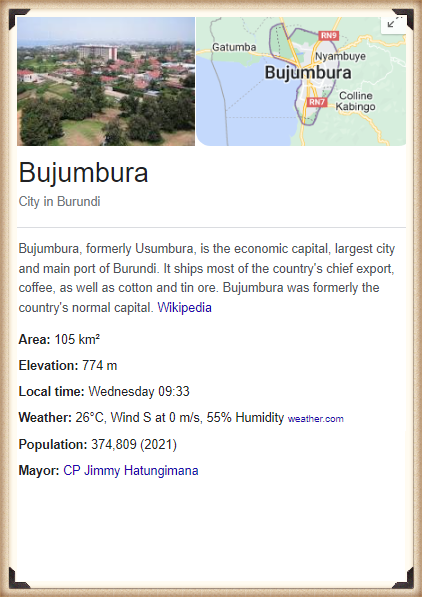 RN9
Gatumba
Nyambuye
Bujumbura
Colline
Kabingo
RN7
Bujumbura
City in Burundi
Bujumbura, formerly Usumbura, is the economic capital, largest city
and main port of Burundi. It ships most of the country's chief export,
coffee, as well as cotton and tin ore. Bujumbura was formerly the
country's normal capital. Wikipedia
Area: 105 km²
Elevation: 774 m
Local time: Wednesday 09:33
Weather: 26°C, Wind S at 0 m/s, 55% Humidity weather.com
Population: 374,809 (2021)
Mayor: CP Jimmy Hatungimana